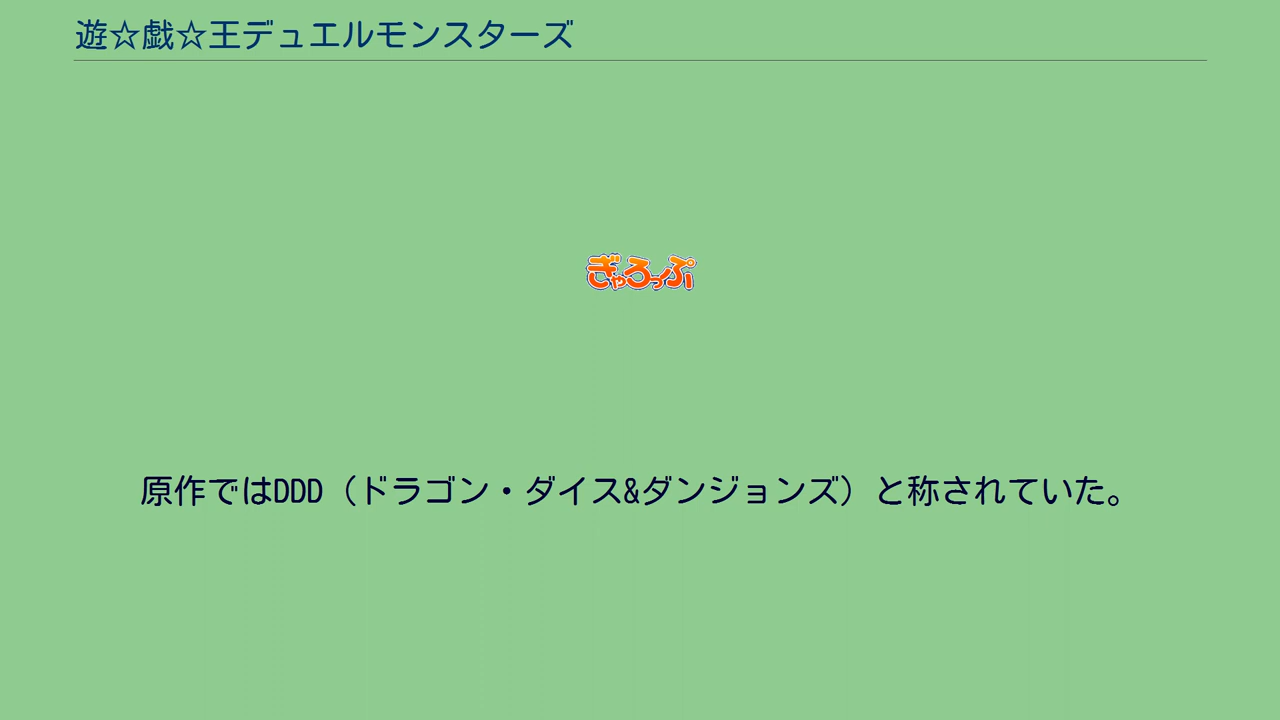 遊☆戯☆王デュエルモンスターズ
ぎゃろっぷ
原作ではDDD（ドラゴン・ダイス&ダンジョンズ）と称されていた。